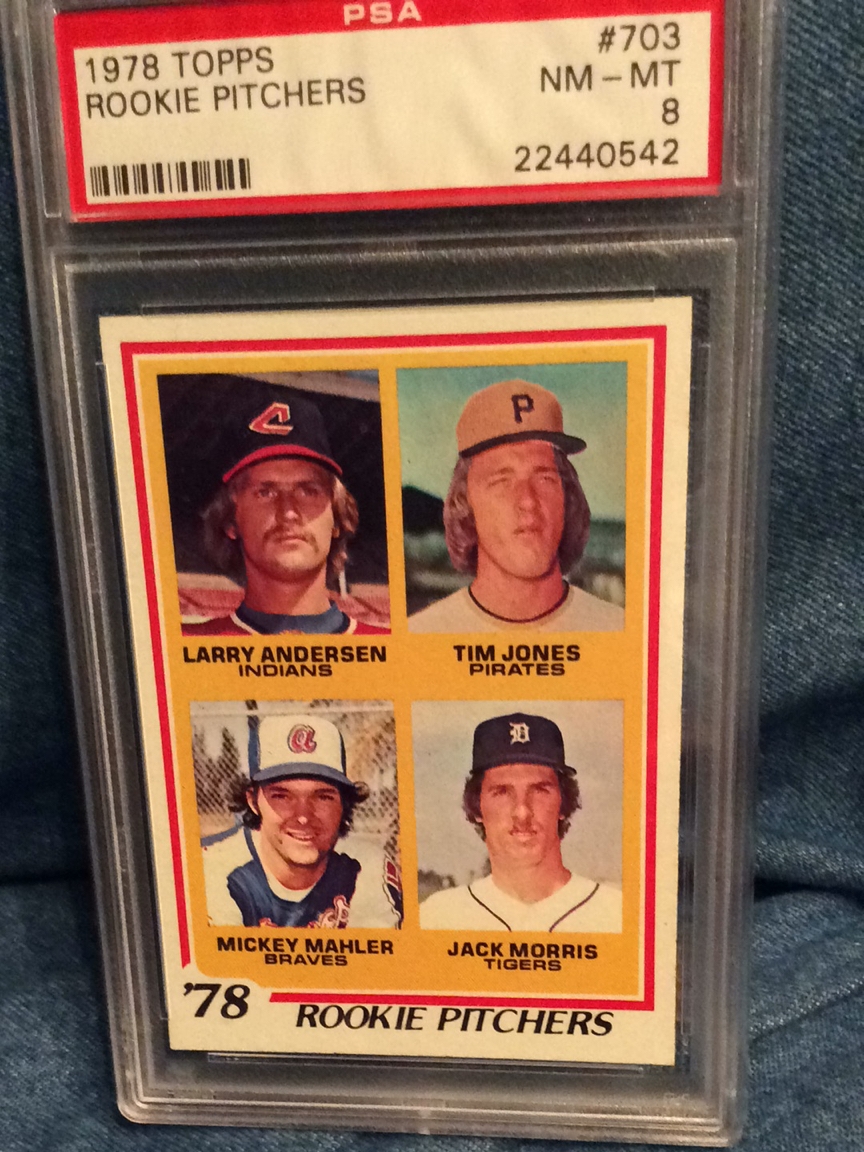 PSA
1978 TOPPS #703
ROOKIE PITCHERS NM - MT
8
22440542
C P
LARRY ANDERSEN TIM JONES
INDIANS PIRATES
a D
MICKEY MAHLER JACK MORRIS
BRAVES TIGERS
'78 ROOKIE PITCHERS